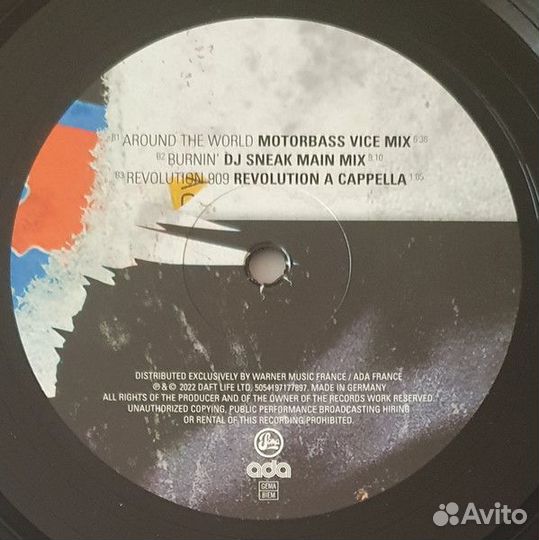 B1 AROUND THE WORLD MOTORBASS VICE MIX 6:38
B2 BURNIN' DJ SNEAK MAIN MIX 9:10
B3 REVOLUTION 909 REVOLUTION A CAPPELLA 1:05
DISTRIBUTED EXCLUSIVELY BY WARNER MUSIC FRANCE / ADA FRANCE
℗ & © 2022 DAFT LIFE LTD. 5054197177897. MADE IN GERMANY
ALL RIGHTS OF THE PRODUCER AND OF THE OWNER OF THE RECORDS WORK RESERVED
UNAUTHORIZED COPYING, PUBLIC PERFORMANCE BROADCASTING HIRING
OR RENTAL OF THIS RECORDING PROHIBITED.
ada
GEMA
BIEM
Avito